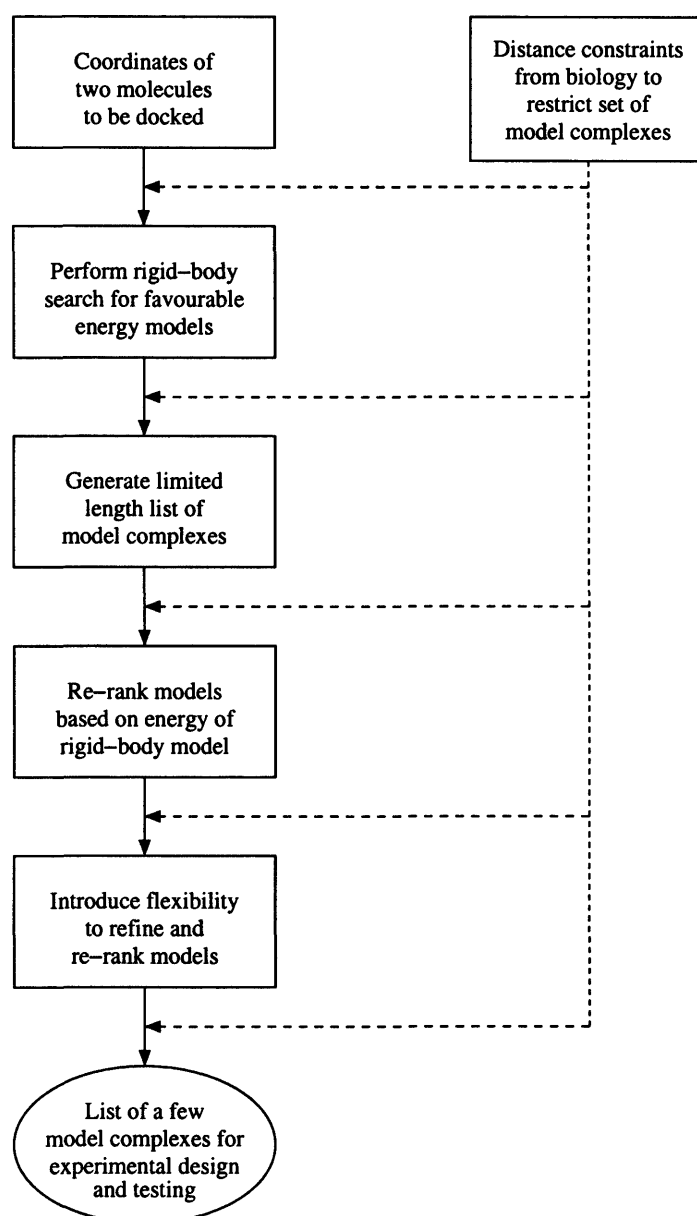 Coordinates of
two molecules
to be docked
Distance constraints
from biology to
restrict set of
model complexes
Perform rigid–body
search for favourable
energy models
Generate limited
length list of
model complexes
Re–rank models
based on energy of
rigid–body model
Introduce flexibility
to refine and
re–rank models
List of a few
model complexes for
experimental design
and testing